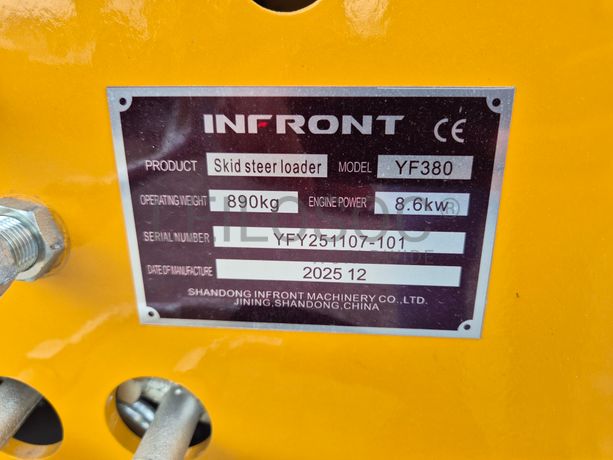 INFRONT CE
PRODUCT Skid steer loader MODEL YF380
OPERATING WEIGHT 890kg ENGINE POWER 8.6kw
LEILOSOC®
SERIAL NUMBER YFY251107-101
DATE OF MANUFACTURE 2025 12
SHANDONG INFRONT MACHINERY CO.,LTD.
JINING,SHANDONG,CHINA